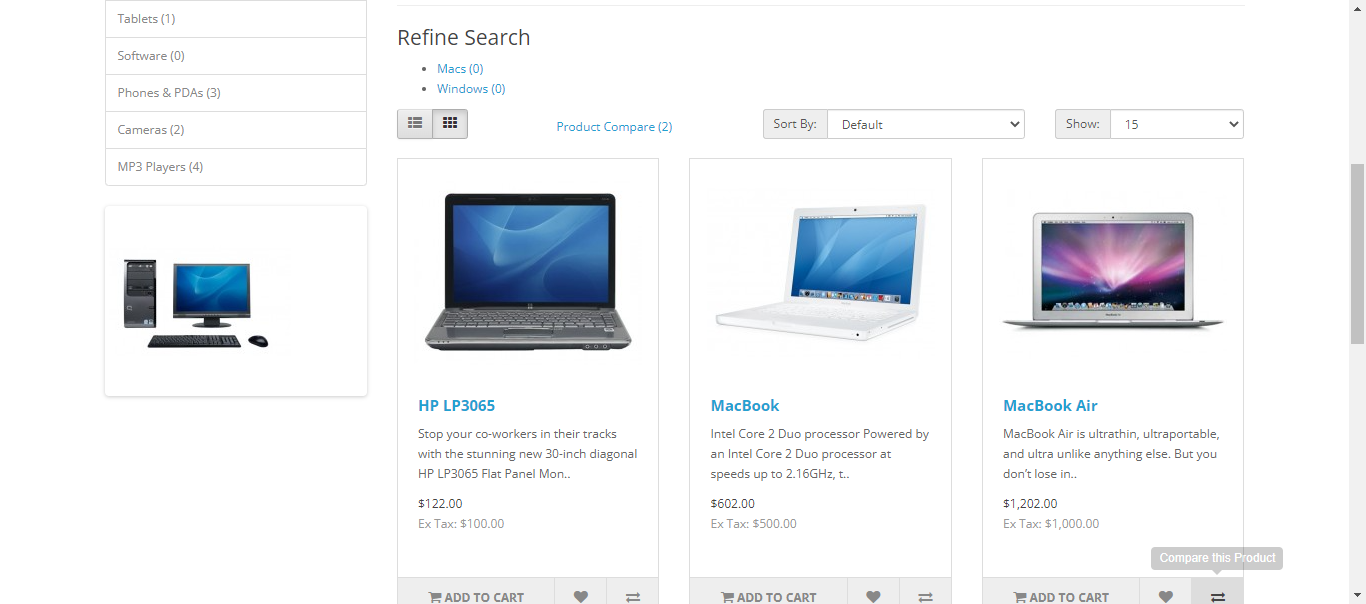 Tablets (1)
Software (0)
Phones & PDAs (3)
Cameras (2)
MP3 Players (4)
Refine Search
Macs (0)
Windows (0)
Product Compare (2)
Sort By:
Default
Show:
15
HP LP3065
Stop your co-workers in their tracks
with the stunning new 30-inch diagonal
HP LP3065 Flat Panel Mon..
$122.00
Ex Tax: $100.00
ADD TO CART
MacBook
Intel Core 2 Duo processor Powered by
an Intel Core 2 Duo processor at
speeds up to 2.16GHz, t..
$602.00
Ex Tax: $500.00
ADD TO CART
MacBook Air
MacBook Air is ultrathin, ultraportable,
and ultra unlike anything else. But you
don’t lose in..
$1,202.00
Ex Tax: $1,000.00
Compare this Product
ADD TO CART